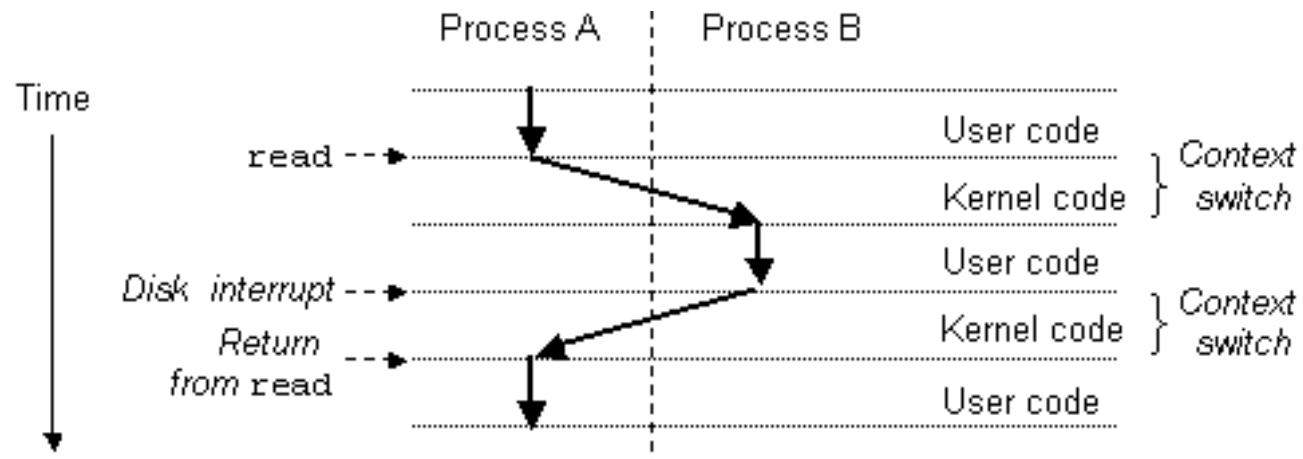 Process A
Process B
Time
User code
read
Context
switch
Kernel code
User code
Disk interrupt
Context
switch
Kernel code
Return
from read
User code